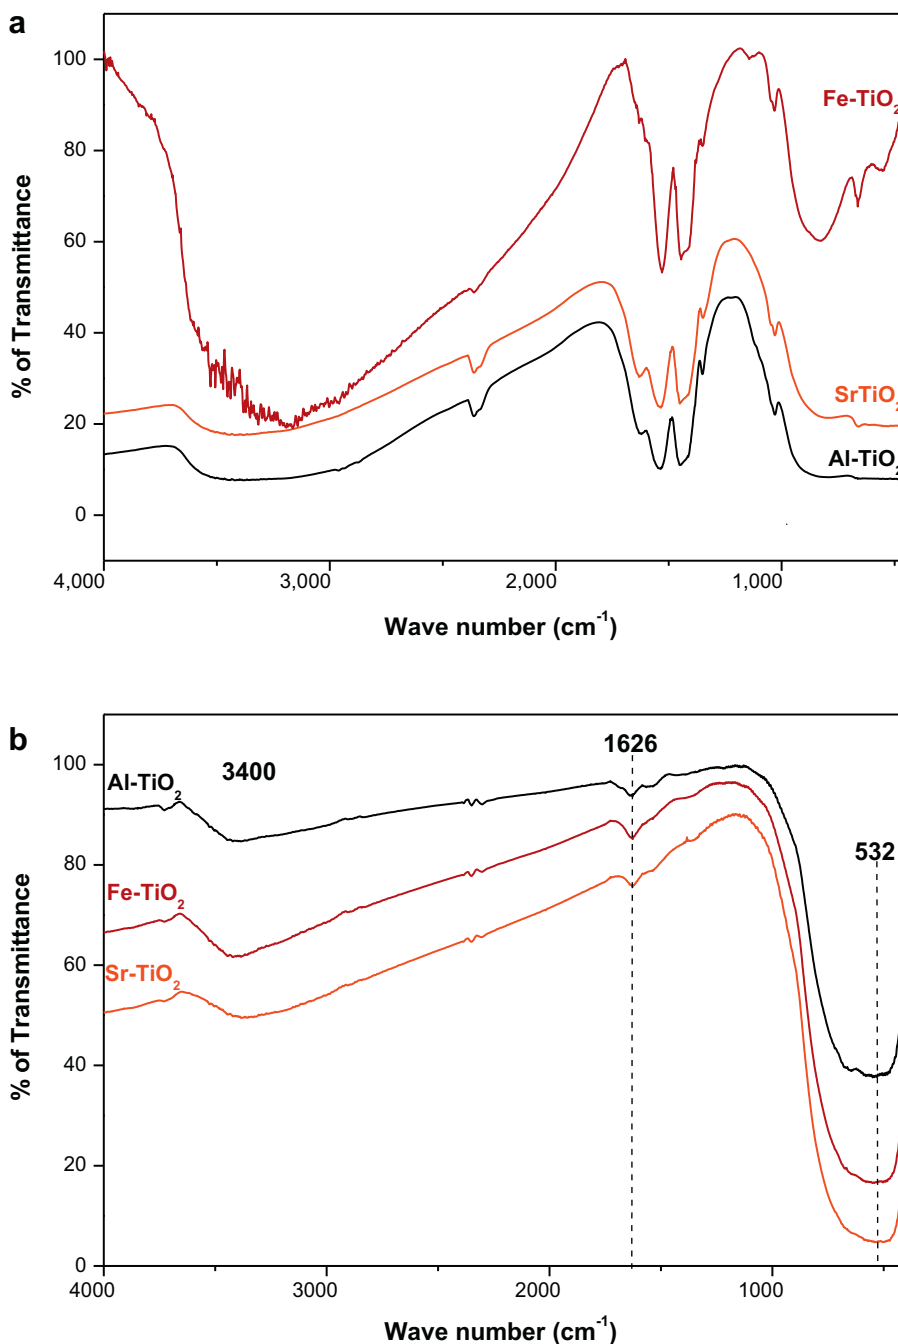 a
100
80
60
40
20
0
% of Transmittance
Fe-TiO₂
SrTiO₂
Al-TiO₂
4,000 3,000 2,000 1,000
Wave number (cm⁻¹)
b
100
80
60
40
20
0
% of Transmittance
1626
3400
Al-TiO₂
532
Fe-TiO₂
Sr-TiO₂
4000 3000 2000 1000
Wave number (cm⁻¹)